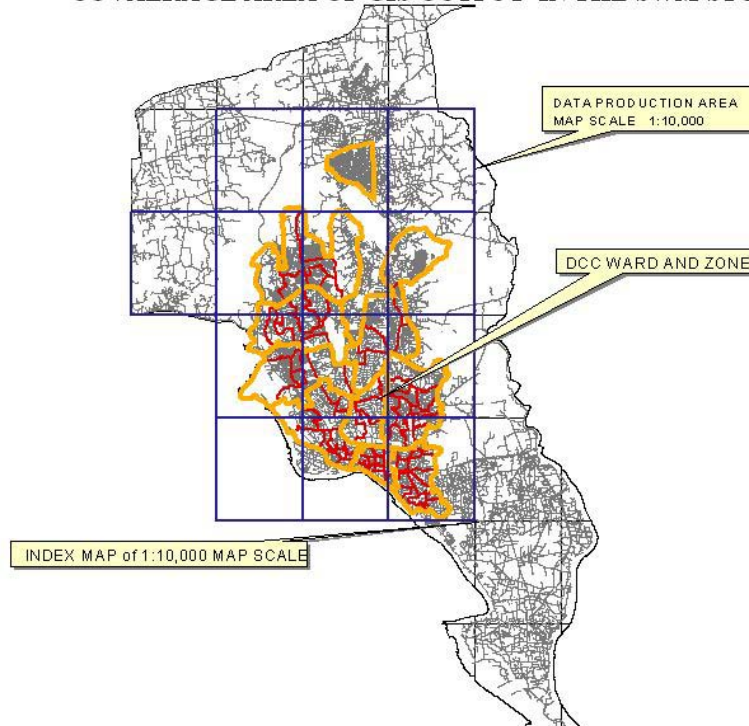 DATA PRODUCTION AREA
MAP SCALE 1:10,000
DCC WARD AND ZONE
INDEX MAP of 1:10,000 MAP SCALE